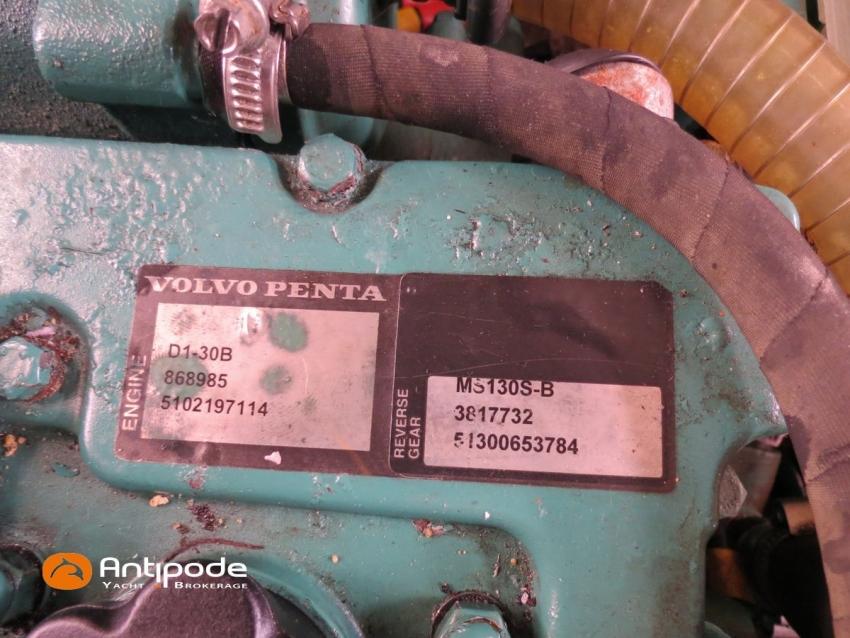 VOLVO PENTA
ENGINE
D1-30B
868985
5102197114
REVERSE
GEAR
MS130S-B
3817732
51300653784
Antipode
YACHT BROKERAGE